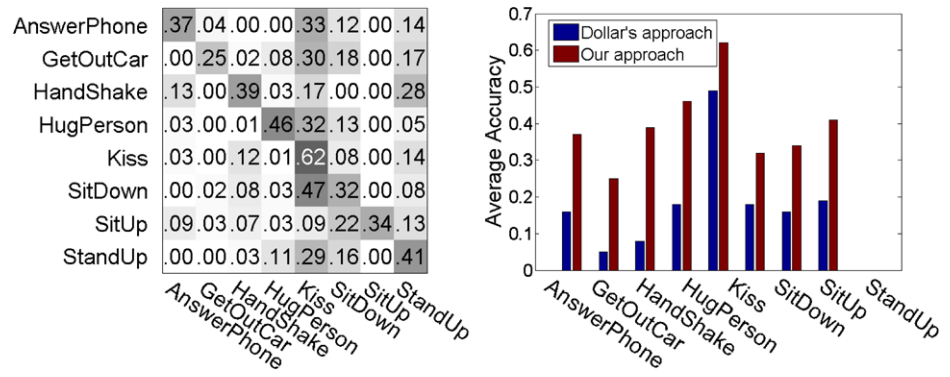 AnswerPhone .37 .04 .00 .00 .33 .12 .00 .14
GetOutCar .00 .25 .02 .08 .30 .18 .00 .17
HandShake .13 .00 .39 .03 .17 .00 .00 .28
HugPerson .03 .00 .01 .46 .32 .13 .00 .05
Kiss .03 .00 .12 .01 .62 .08 .00 .14
SitDown .00 .02 .08 .03 .47 .32 .00 .08
SitUp .09 .03 .07 .03 .09 .22 .34 .13
StandUp .00 .00 .03 .11 .29 .16 .00 .41
AnswerPhone
GetOutCar
HandShake
HugPerson
Kiss
SitDown
SitUp
StandUp
Average Accuracy
0.7
0.6
0.5
0.4
0.3
0.2
0.1
0
Dollar's approach
Our approach
AnswerPhone
GetOutCar
HandShake
HugPerson
Kiss
SitDown
SitUp
StandUp